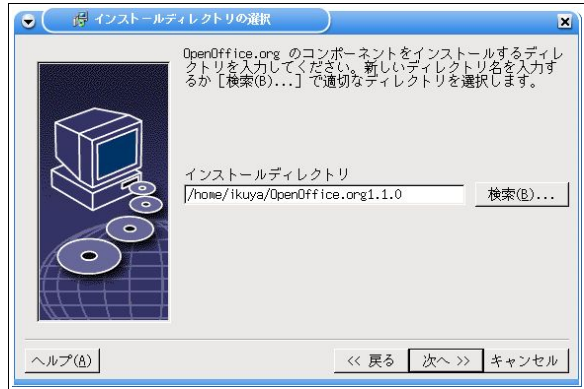 インストールディレクトリの選択
OpenOffice.org のコンポーネントをインストールするディレ
クトリを入力してください。新しいディレクトリ名を入力す
るか [検索(B)...] で適切なディレクトリを選択します。
インストールディレクトリ
/home/ikuya/OpenOffice.org1.1.0
検索(B)...
ヘルプ(A)
<< 戻る
次へ >>
キャンセル